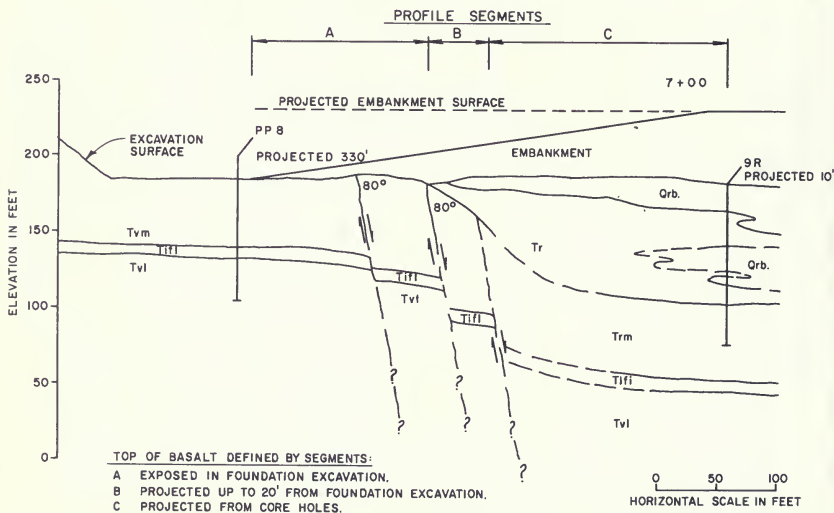 PROFILE SEGMENTS
A
B
C
7+00
250
PROJECTED EMBANKMENT SURFACE
PP 8
EXCAVATION
SURFACE
PROJECTED 330'
EMBANKMENT
9R
PROJECTED 10'
200
80°
80°
Qrb.
150
Tvm
Tifl
Tvl
Tr
Qrb.
ELEVATION IN FEET
Tifl
Tvf
100
Tifl
Trm
50
Tifi
Tvl
? ? ? ? ? ?
0
TOP OF BASALT DEFINED BY SEGMENTS:
A EXPOSED IN FOUNDATION EXCAVATION.
B PROJECTED UP TO 20' FROM FOUNDATION EXCAVATION.
C PROJECTED FROM CORE HOLES.
0 50 100
HORIZONTAL SCALE IN FEET